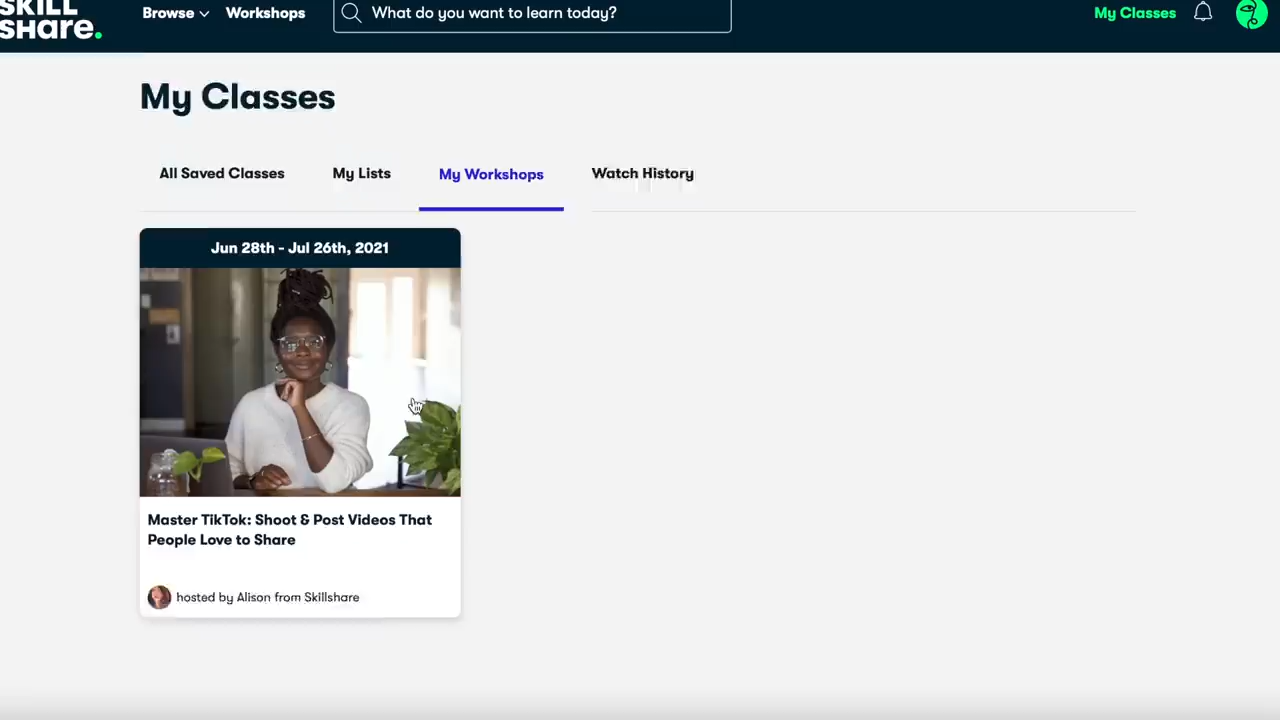 SKILL
SHARE.
Browse
Workshops
What do you want to learn today?
My Classes
My Classes
All Saved Classes
My Lists
My Workshops
Watch History
Jun 28th - Jul 26th, 2021
Master TikTok: Shoot & Post Videos That
People Love to Share
hosted by Alison from Skillshare